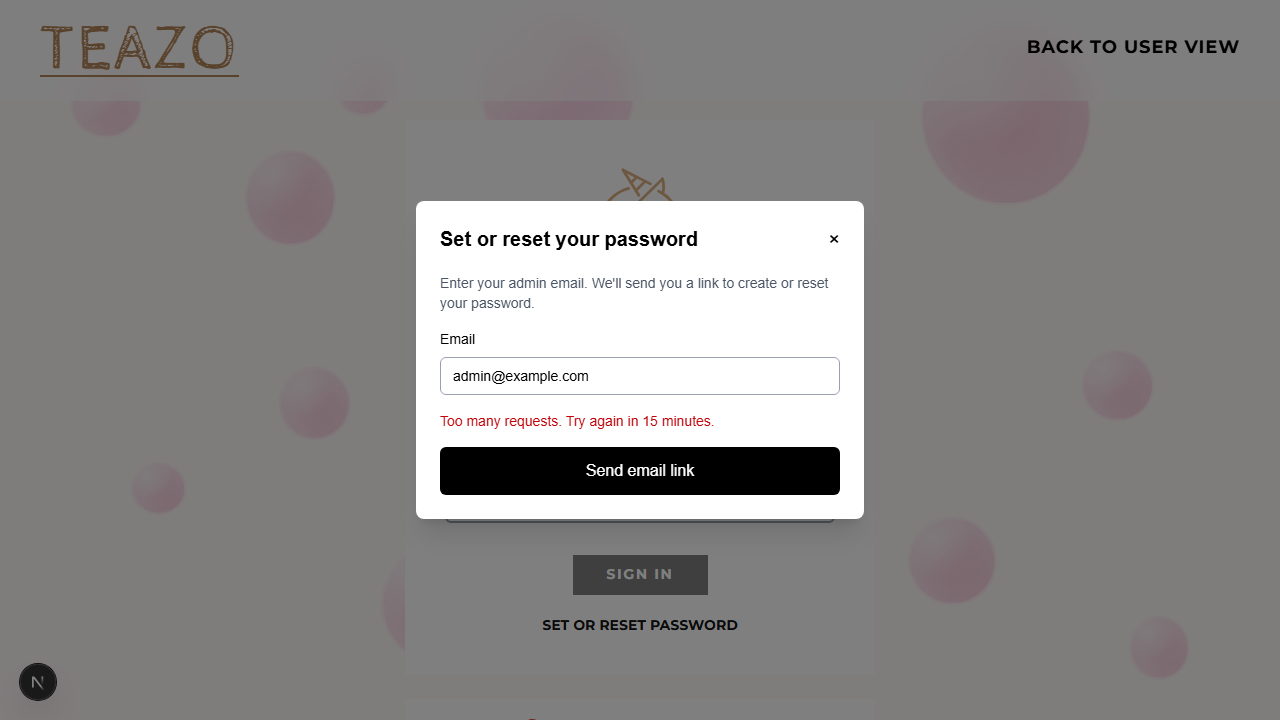 TEAZO
BACK TO USER VIEW
Set or reset your password
×
Enter your admin email. We'll send you a link to create or reset
your password.
Email
admin@example.com
Too many requests. Try again in 15 minutes.
Send email link
SIGN IN
SET OR RESET PASSWORD
N